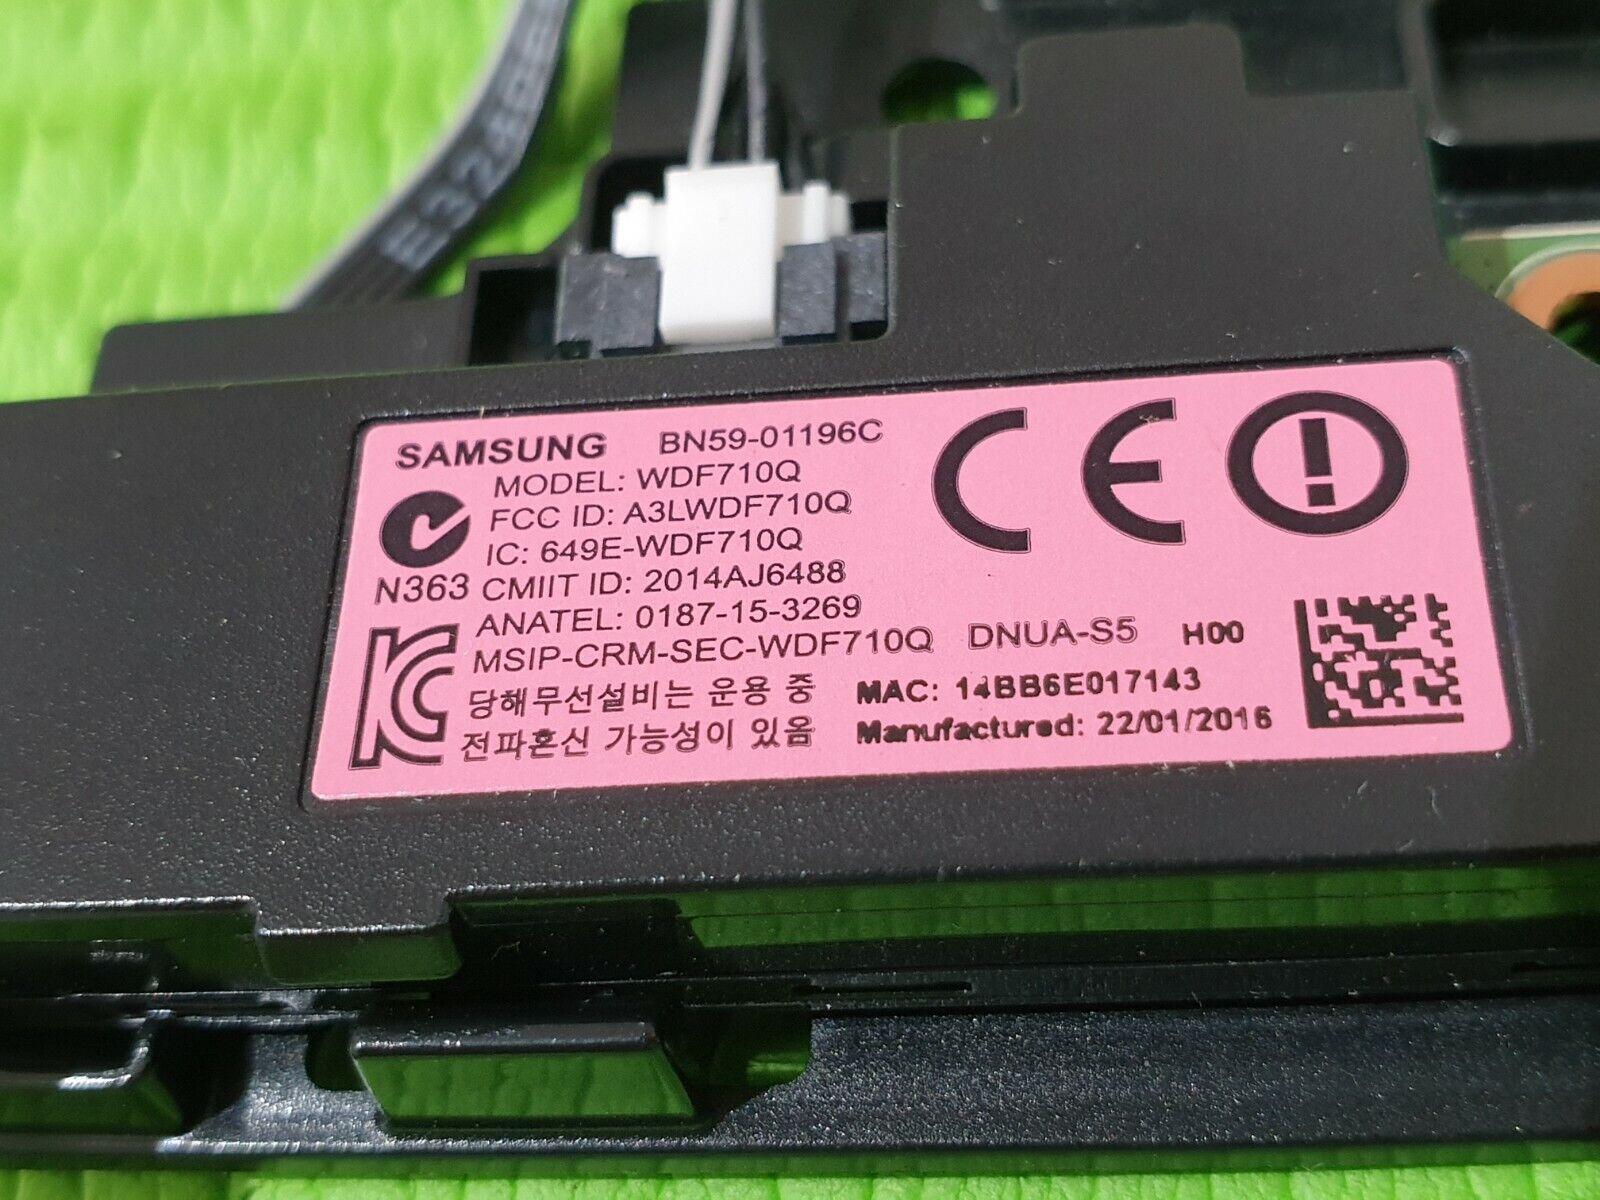 SAMSUNG BN59-01196C
MODEL: WDF710Q
FCC ID: A3LWDF710Q
IC: 649E-WDF710Q
N363 CMIIT ID: 2014AJ6488
ANATEL: 0187-15-3269
MSIP-CRM-SEC-WDF710Q DNUA-S5 H00
당해무선설비는 운용 중 MAC: 14BB6E017143
전파혼신 가능성이 있음 Manufactured: 22/01/2016